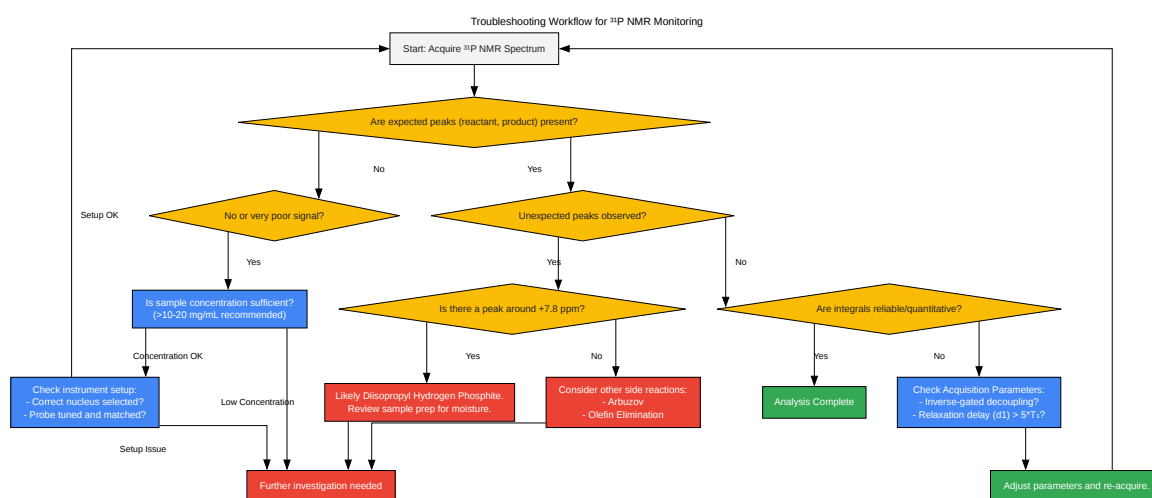 Troubleshooting Workflow for ³¹P NMR Monitoring
Start: Acquire ³¹P NMR Spectrum
Are expected peaks (reactant, product) present?
No
Yes
Setup OK
No or very poor signal?
Unexpected peaks observed?
Yes
Yes
No
Is sample concentration sufficient?
(>10-20 mg/mL recommended)
Is there a peak around +7.8 ppm?
Are integrals reliable/quantitative?
Concentration OK
Yes
No
Yes
No
Check instrument setup:
- Correct nucleus selected?
- Probe tuned and matched?
Low Concentration
Likely Diisopropyl Hydrogen Phosphite.
Review sample prep for moisture.
Consider other side reactions:
- Arbuzov
- Olefin Elimination
Analysis Complete
Check Acquisition Parameters:
- Inverse-gated decoupling?
- Relaxation delay (d1) > 5*T₁?
Setup Issue
Further investigation needed
Adjust parameters and re-acquire.